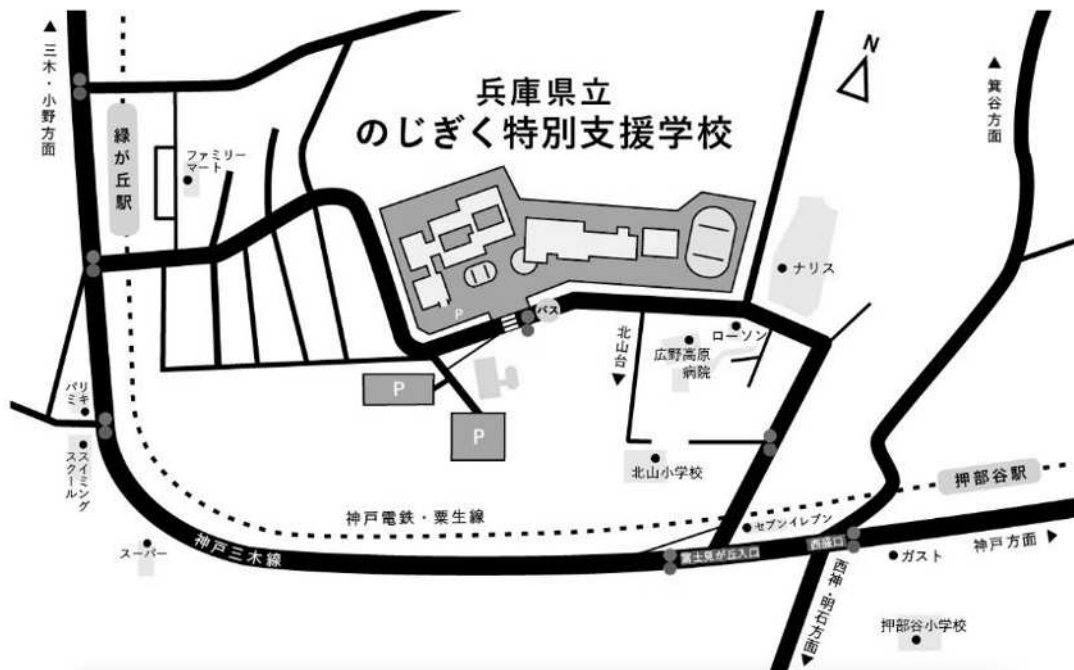 兵庫県立
のじぎく特別支援学校
N
▲三木・小野方面
緑が丘駅
ファミリー
マート
▲箕谷方面
ナリス
バス
P
ローソン
広野高原
病院
北山台▼
P
P
パリ
ミキ
スイミング
スクール
北山小学校
押部谷駅
神戸電鉄・粟生線
セブンイレブン
スーパー
神戸三木線
富士見が丘入口
西盛口
ガスト
神戸方面▶
西神・明石方面▼
押部谷小学校